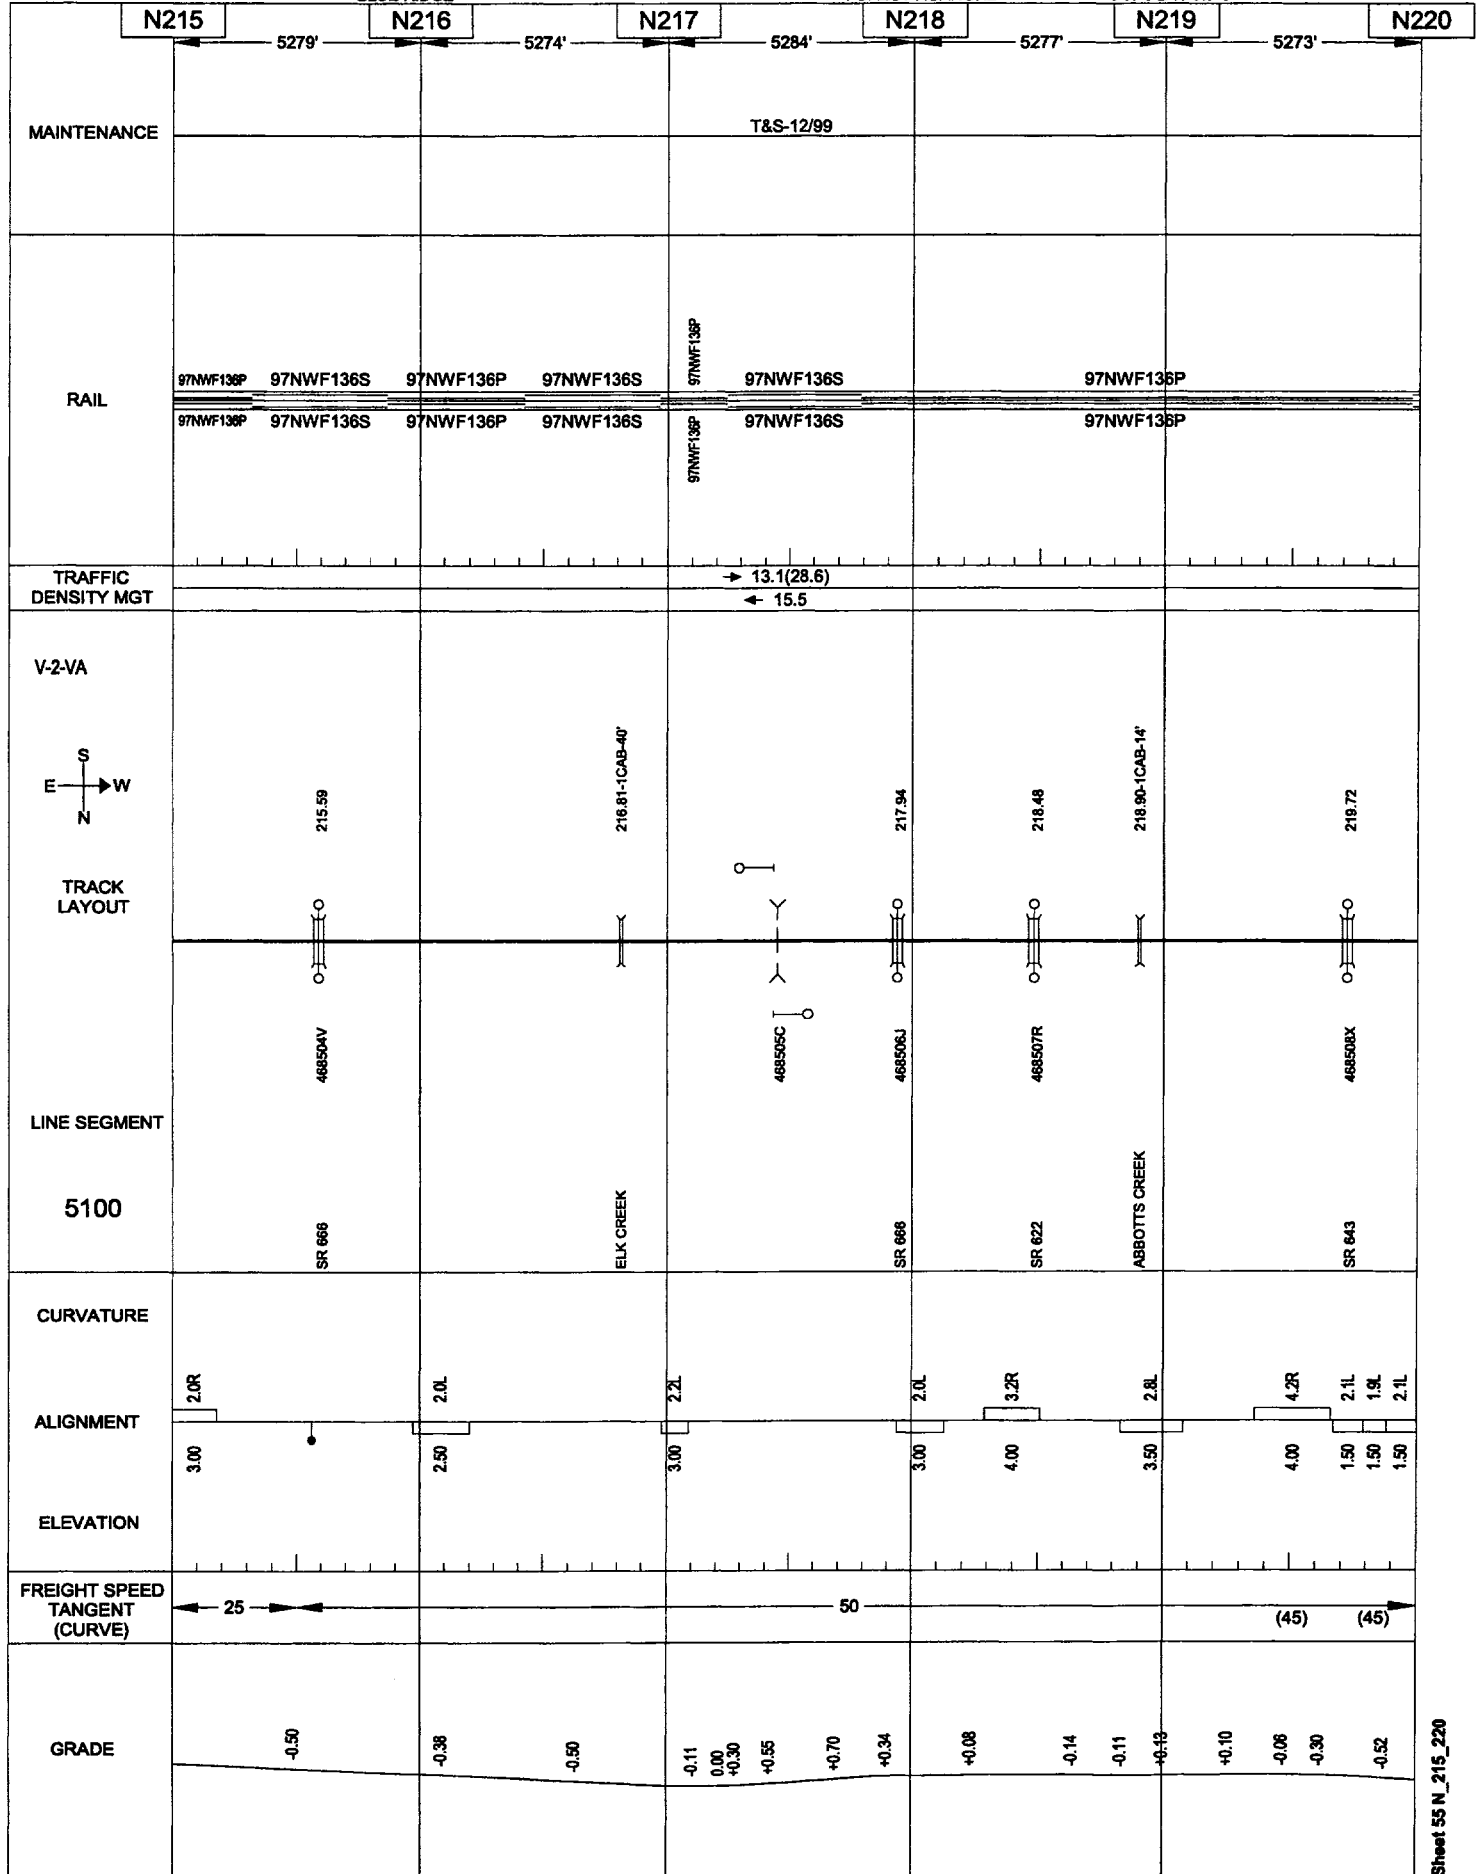 N215 N216 N217 N218 N219 N220
5279' 5274' 5284' 5277' 5273'
MAINTENANCE
T&S-12/99
RAIL
97NWF136P 97NWF136S 97NWF136P 97NWF136S 97NWF136P 97NWF136S 97NWF136P
97NWF136P 97NWF136S 97NWF136P 97NWF136S 97NWF136P 97NWF136S 97NWF136P
TRAFFIC
DENSITY MGT
13.1(28.6)
15.5
V-2-VA
S
E W
N
215.59 216.81-1CAB-40' 217.94 218.48 218.90-1CAB-14' 219.72
TRACK
LAYOUT
468504V 468505C 468506J 468507R 468508X
LINE SEGMENT
5100
SR 666 ELK CREEK SR 666 SR 622 ABBOTTS CREEK SR 643
CURVATURE
2.0R 2.0L 2.2L 2.0L 3.2R 2.8L 4.2R 2.1L 1.9L 2.1L
ALIGNMENT
3.00 2.50 3.00 3.00 4.00 3.50 4.00 1.50 1.50 1.50
ELEVATION
FREIGHT SPEED
TANGENT
(CURVE)
25 50
(45) (45)
GRADE
-0.50 -0.38 -0.50 -0.11 0.00 +0.30 +0.55 +0.70 +0.34 +0.08 -0.14 -0.11 +0.13 +0.10 -0.06 -0.30 -0.52
Sheet 55 N_215_220